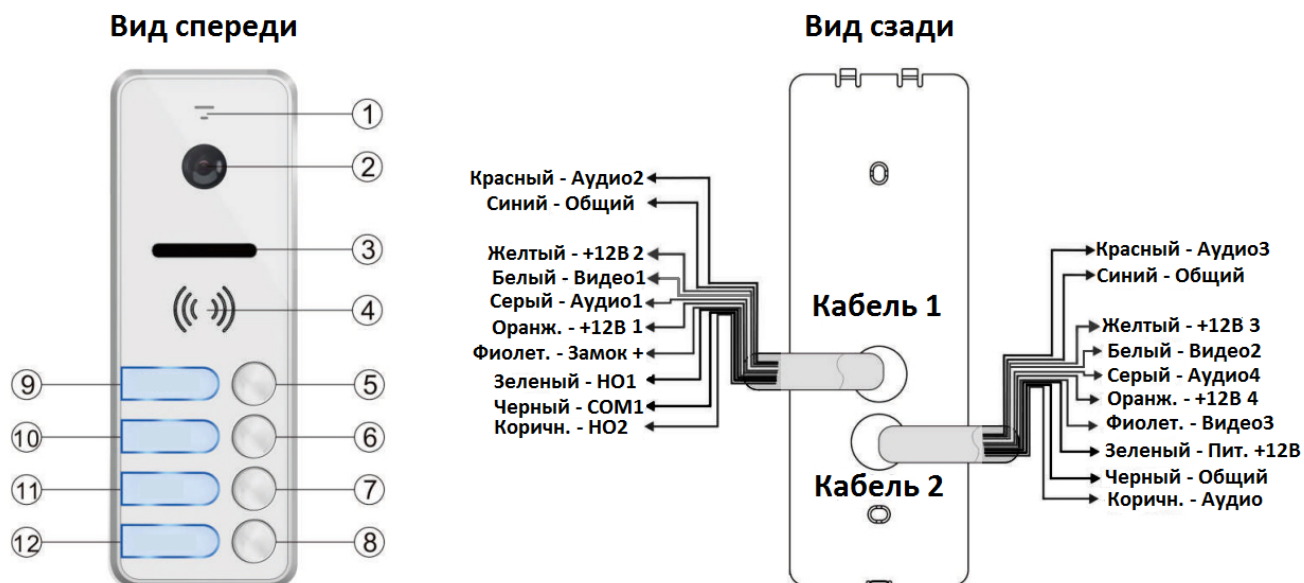 Вид спереди
Вид сзади
1
2
3
4
5
6
7
8
9
10
11
12
Красный - Аудио2
Синий - Общий
Желтый - +12В 2
Белый - Видео1
Серый - Аудио1
Оранж. - +12В 1
Фиолет. - Замок +
Зеленый - НО1
Черный - COM1
Коричн. - НО2
Кабель 1
Кабель 2
Красный - Аудио3
Синий - Общий
Желтый - +12В 3
Белый - Видео2
Серый - Аудио4
Оранж. - +12В 4
Фиолет. - Видео3
Зеленый - Пит. +12В
Черный - Общий
Коричн. - Аудио